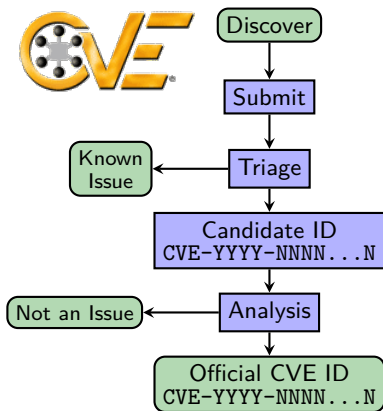 CVE
Discover
Submit
Known
Issue
Triage
Candidate ID
CVE-YYYY-NNNN...N
Not an Issue
Analysis
Official CVE ID
CVE-YYYY-NNNN...N